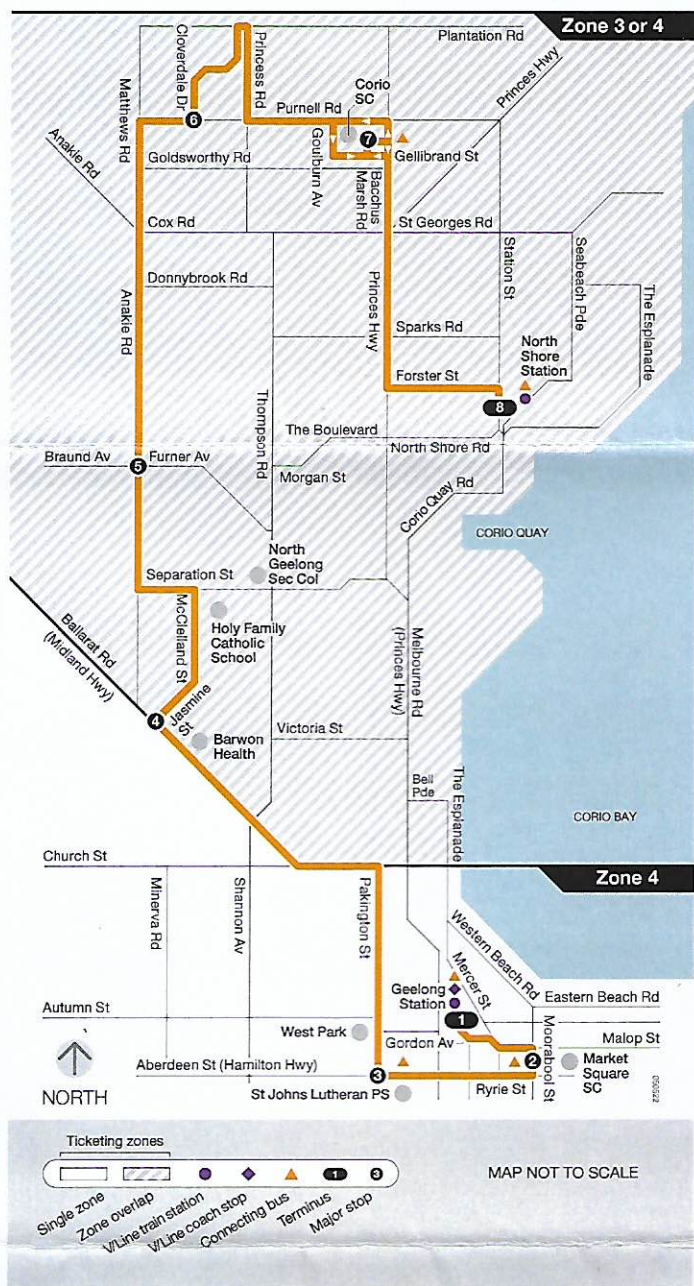 Zone 3 or 4
Plantation Rd
Cloverdale Dr
Princess Rd
Matthews Rd
Princes Hwy
Corio
SC
Purnell Rd
6
7
Anakie Rd
Goldsworthy Rd
Goulburn Av
Gellibrand St
Bacchus
Marsh Rd
Cox Rd
St Georges Rd
Donnybrook Rd
Anakie Rd
Princes Hwy
Station St
Seabeach Pde
The Esplanade
Sparks Rd
North
Shore
Station
Forster St
8
Thompson Rd
The Boulevard
North Shore Rd
Braund Av
5
Furner Av
Morgan St
Corio Quay Rd
CORIO QUAY
North
Geelong
Sec Col
Separation St
McClelland St
Holy Family
Catholic
School
Ballarat Rd
(Midland Hwy)
Melbourne Rd
(Princes Hwy)
4
Jasmine
St
Barwon
Health
Victoria St
Bell
Pde
The Esplanade
CORIO BAY
Church St
Zone 4
Minerva Rd
Shannon Av
Pakington St
Western Beach Rd
Mercer St
Geelong
Station
Eastern Beach Rd
Autumn St
1
Moorabool St
West Park
Gordon Av
Malop St
NORTH
Aberdeen St (Hamilton Hwy)
3
2
Market
Square
SC
St Johns Lutheran PS
Ryrie St
050522
Ticketing zones
1
3
MAP NOT TO SCALE
Single zone
Zone overlap
V/Line train station
V/Line coach stop
Connecting bus
Terminus
Major stop